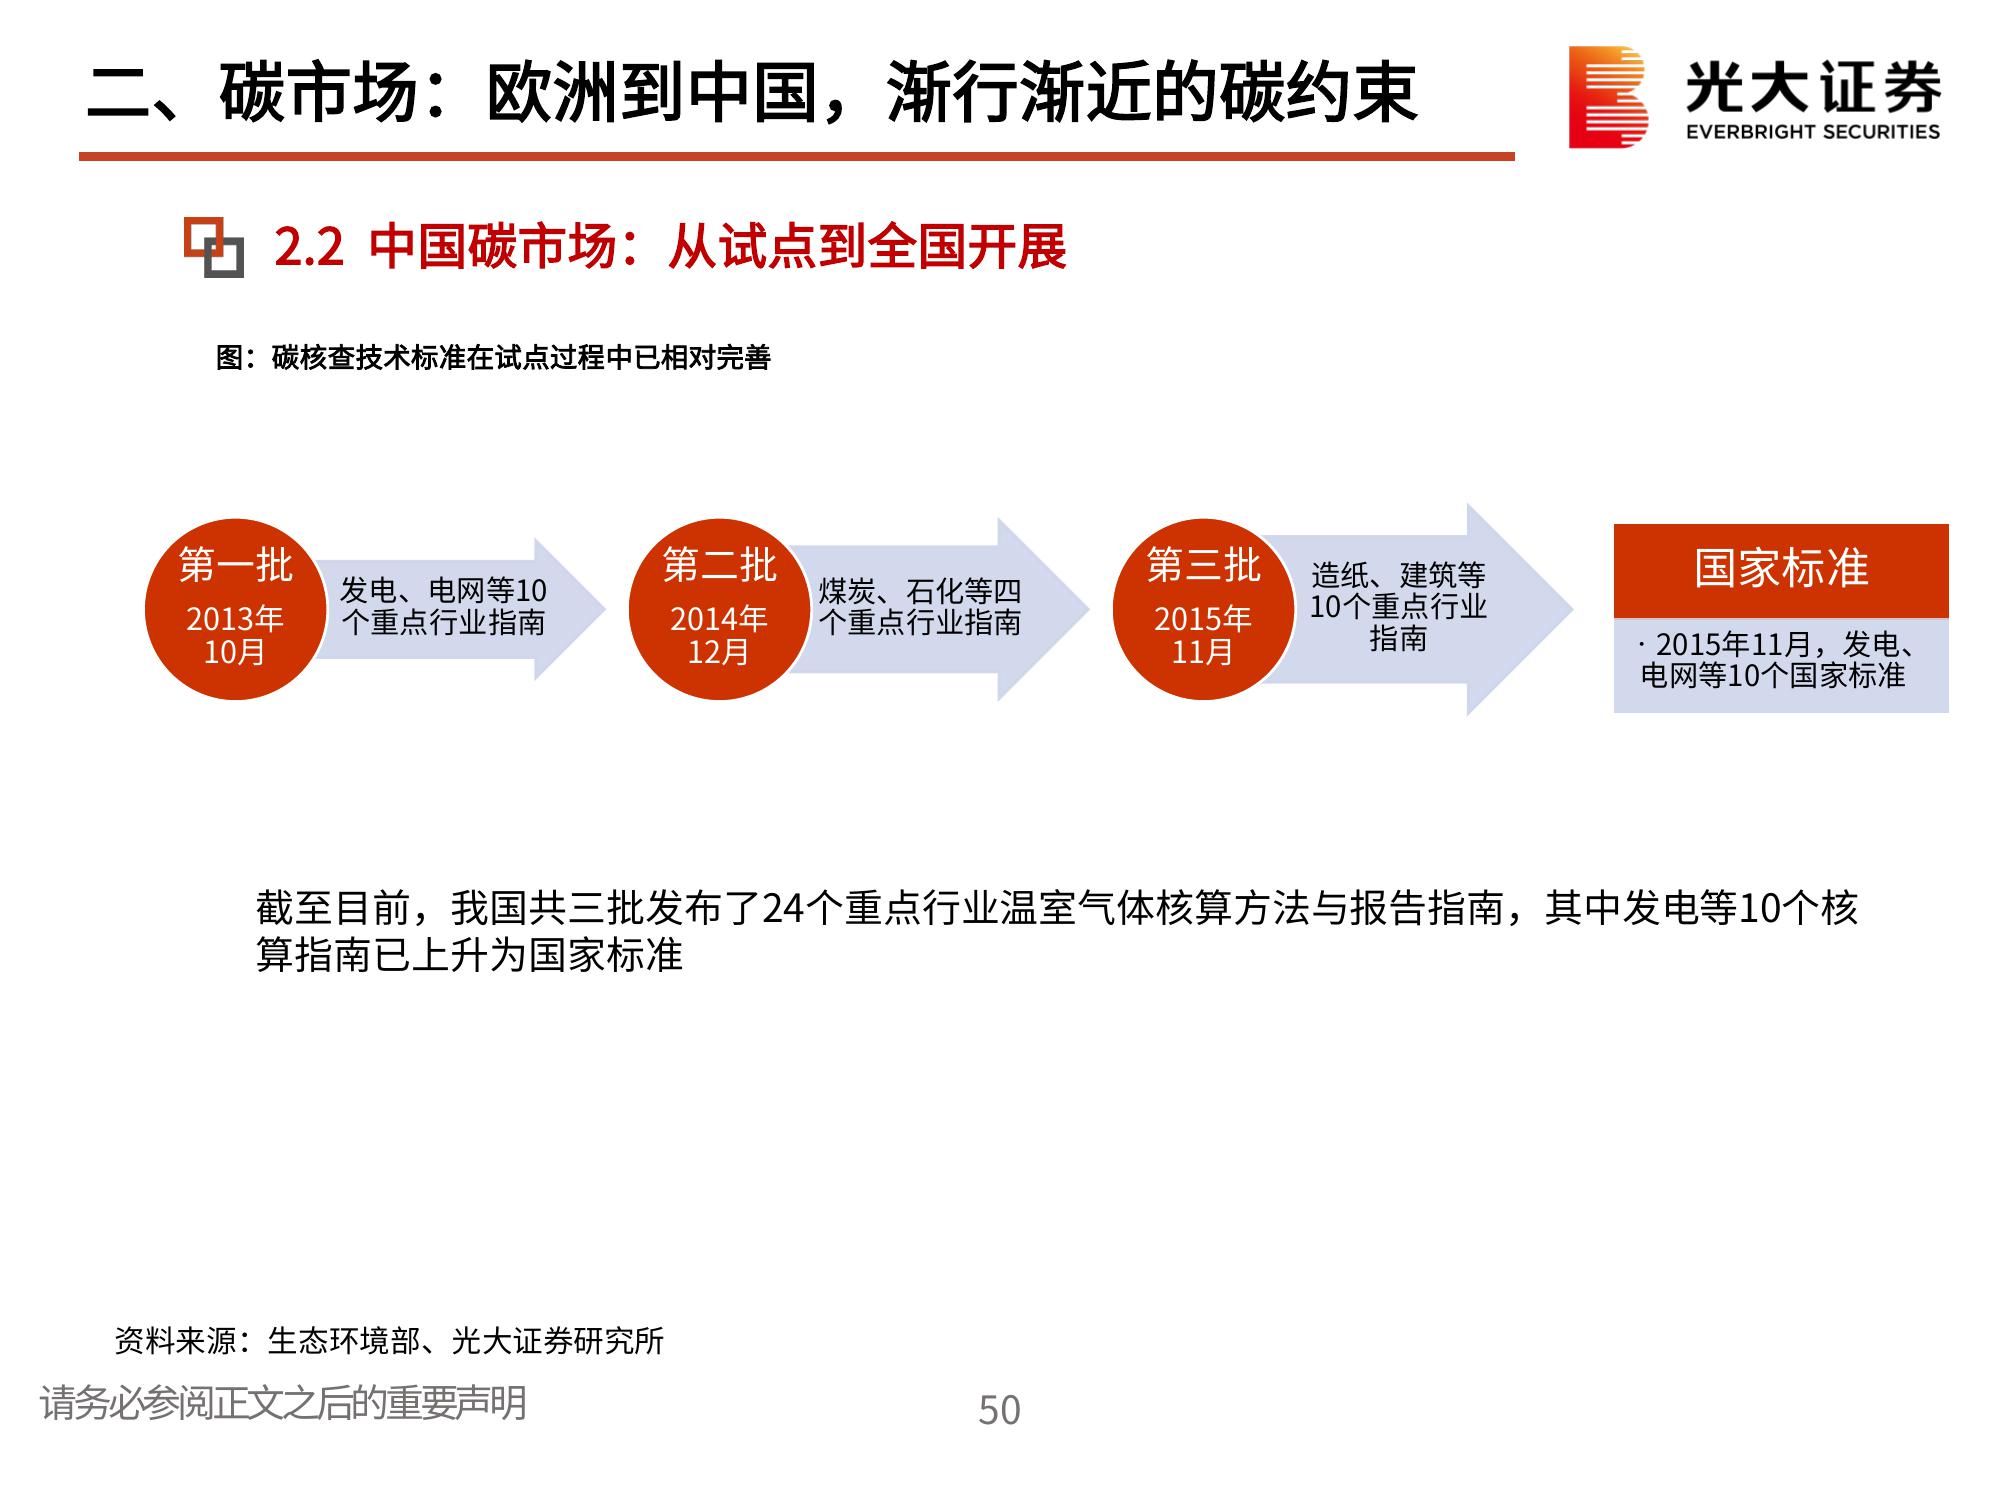 二、碳市场：欧洲到中国，渐行渐近的碳约束
光大证券
EVERBRIGHT SECURITIES
2.2 中国碳市场：从试点到全国开展
图：碳核查技术标准在试点过程中已相对完善
第一批
2013年
10月
发电、电网等10
个重点行业指南
第二批
2014年
12月
煤炭、石化等四
个重点行业指南
第三批
2015年
11月
造纸、建筑等
10个重点行业
指南
国家标准
· 2015年11月，发电、
电网等10个国家标准
截至目前，我国共三批发布了24个重点行业温室气体核算方法与报告指南，其中发电等10个核
算指南已上升为国家标准
资料来源：生态环境部、光大证券研究所
请务必参阅正文之后的重要声明
50